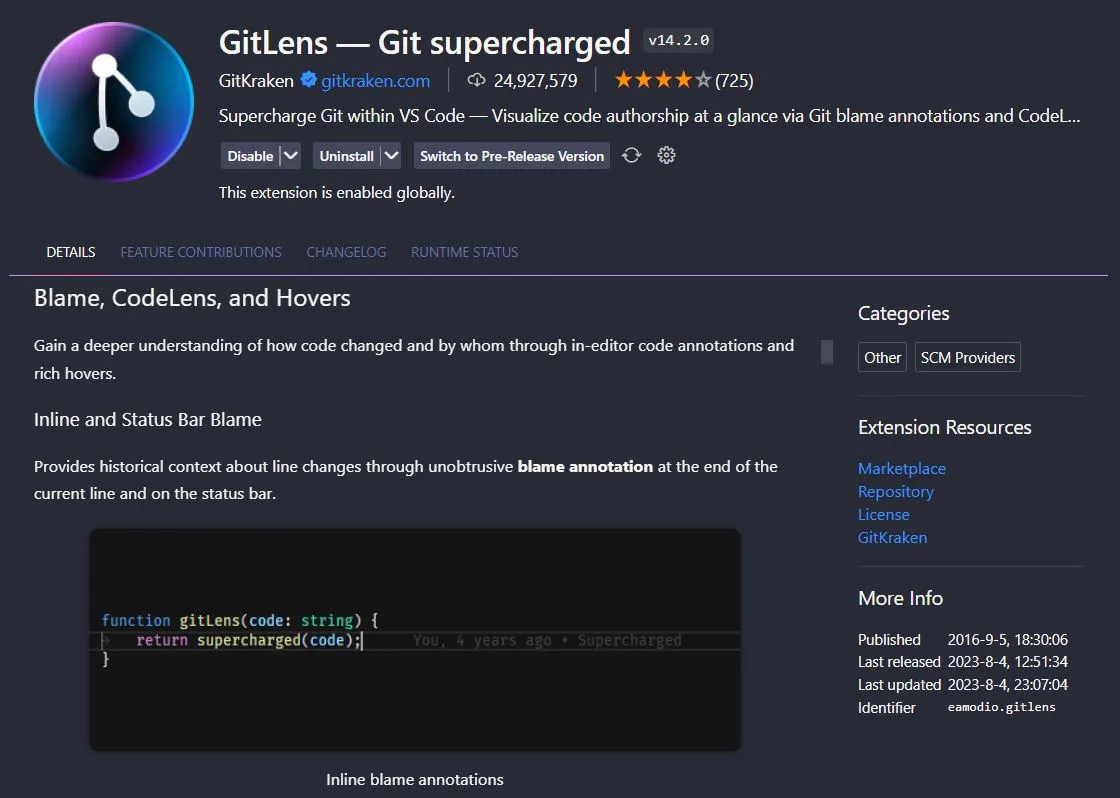 GitLens — Git supercharged v14.2.0
GitKraken gitkraken.com 24,927,579 (725)
Supercharge Git within VS Code — Visualize code authorship at a glance via Git blame annotations and CodeL...
Disable Uninstall Switch to Pre-Release Version
This extension is enabled globally.
DETAILS FEATURE CONTRIBUTIONS CHANGELOG RUNTIME STATUS
Blame, CodeLens, and Hovers
Gain a deeper understanding of how code changed and by whom through in-editor code annotations and
rich hovers.
Inline and Status Bar Blame
Provides historical context about line changes through unobtrusive blame annotation at the end of the
current line and on the status bar.
function gitLens(code: string) {
return supercharged(code); You, 4 years ago • Supercharged
}
Inline blame annotations
Categories
Other SCM Providers
Extension Resources
Marketplace
Repository
License
GitKraken
More Info
Published 2016-9-5, 18:30:06
Last released 2023-8-4, 12:51:34
Last updated 2023-8-4, 23:07:04
Identifier eamodio.gitlens